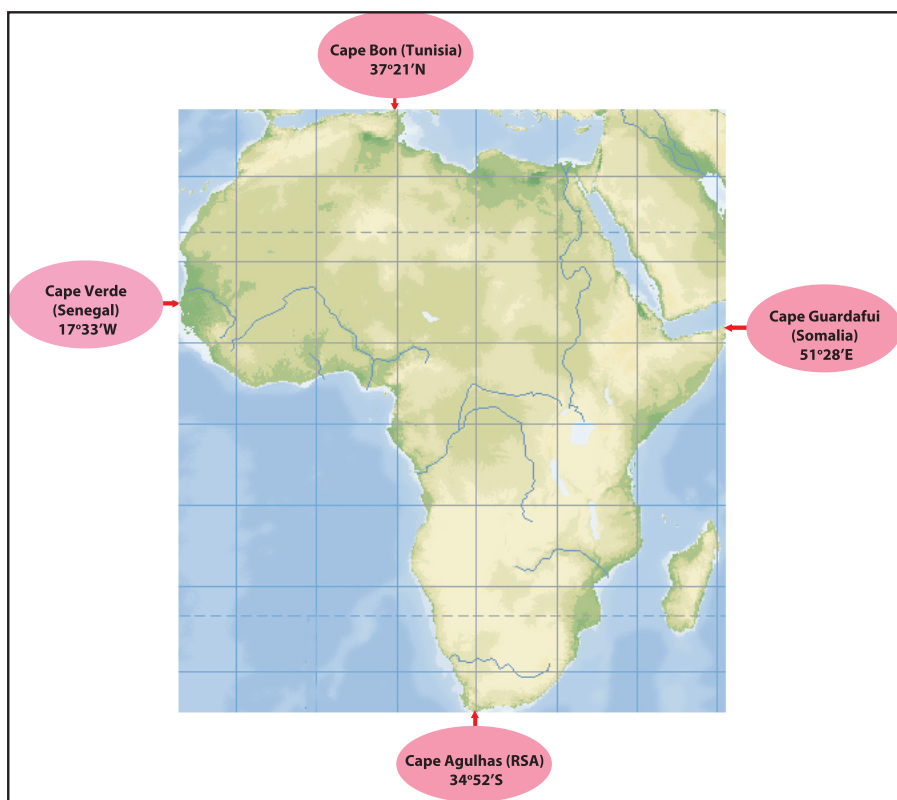 Cape Bon (Tunisia)
37°21'N
Cape Verde
(Senegal)
17°33'W
Cape Guardafui
(Somalia)
51°28'E
Cape Agulhas (RSA)
34°52'S